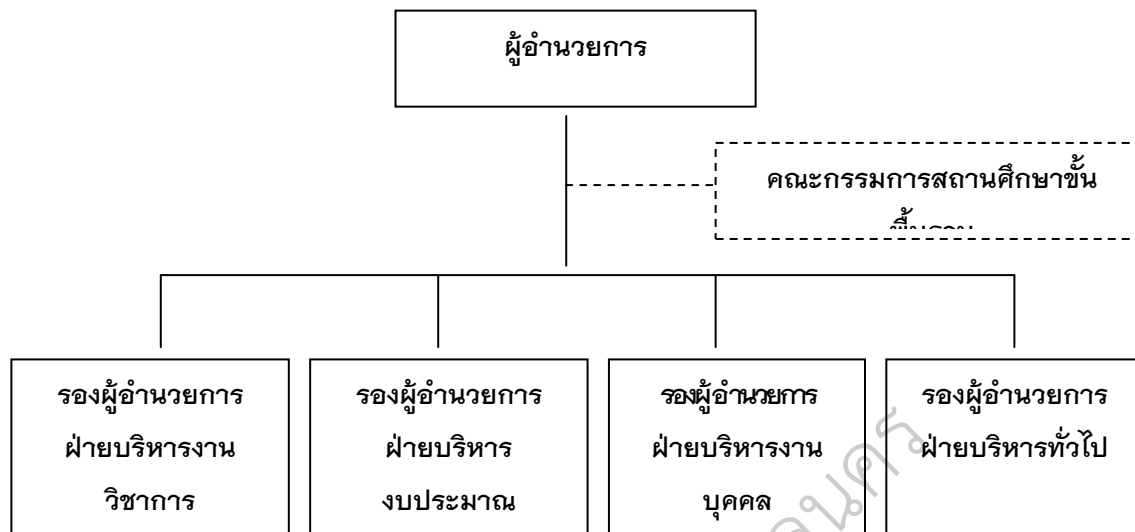 ผู้อำนวยการ
คณะกรรมการสถานศึกษาขั้น
รองผู้อำนวยการ
ฝ่ายบริหารงาน
วิชาการ
รองผู้อำนวยการ
ฝ่ายบริหาร
งบประมาณ
รองผู้อำนวยการ
ฝ่ายบริหารงาน
บุคคล
รองผู้อำนวยการ
ฝ่ายบริหารทั่วไป